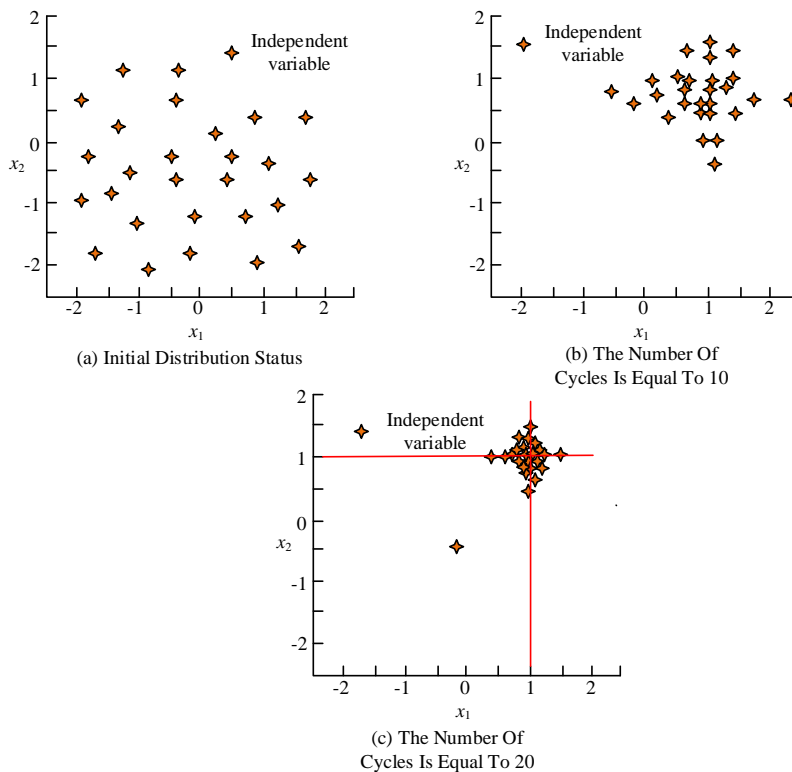 2
1
0
-1
-2
x2
Independent
variable
-2
-1
0
1
2
x1
(a) Initial Distribution Status
2
1
0
-1
-2
x2
Independent
variable
-2
-1
0
1
2
x1
(b) The Number Of
Cycles Is Equal To 10
2
1
0
-1
-2
x2
Independent
variable
-2
-1
0
1
2
x1
(c) The Number Of
Cycles Is Equal To 20